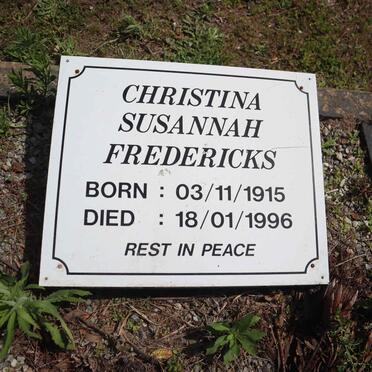 CHRISTINA
SUSANNAH
FREDERICKS
BORN : 03/11/1915
DIED : 18/01/1996
REST IN PEACE